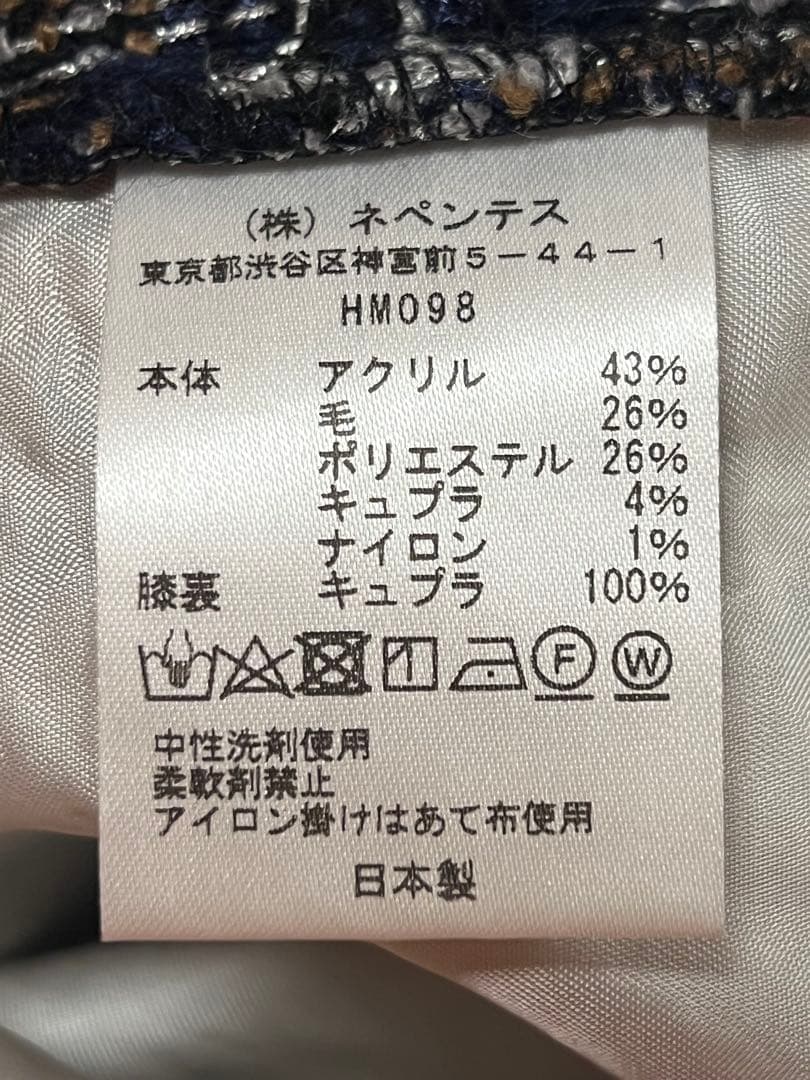 (株) ネペンテス
東京都渋谷区神宮前5-44-1
HM098
本体 アクリル 43%
毛 26%
ポリエステル 26%
キュプラ 4%
ナイロン 1%
膝裏 キュプラ 100%
F W
中性洗剤使用
柔軟剤禁止
アイロン掛けはあて布使用
日本製